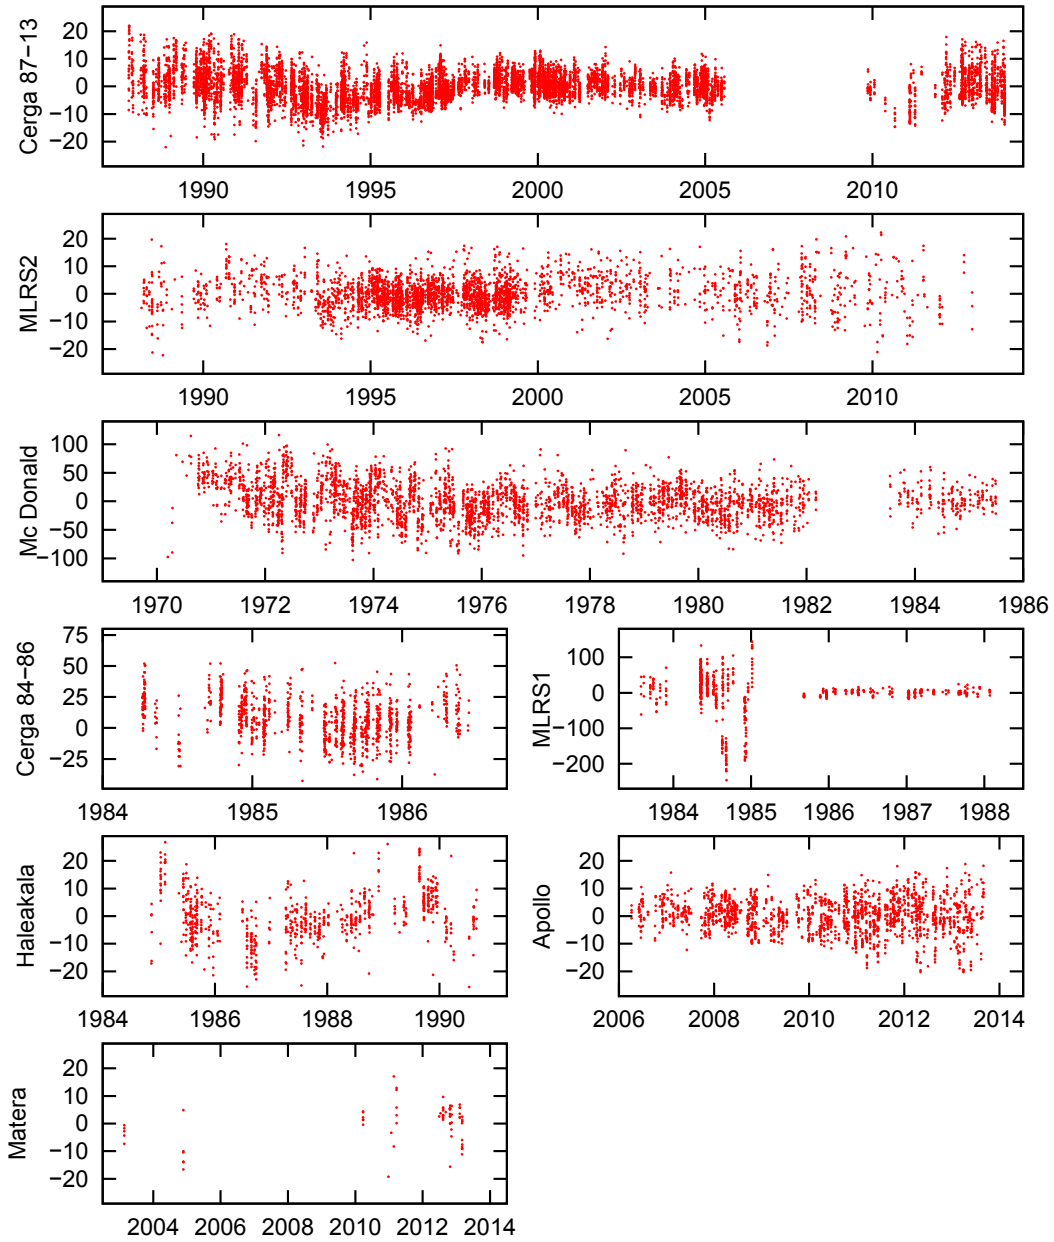 Cerga 87−13
20
10
0
−10
−20
1990 1995 2000 2005 2010
MLRS2
20
10
0
−10
−20
1990 1995 2000 2005 2010
Mc Donald
100
50
0
−50
−100
1970 1972 1974 1976 1978 1980 1982 1984 1986
Cerga 84−86
75
50
25
0
−25
1984 1985 1986
MLRS1
100
0
−100
−200
1984 1985 1986 1987 1988
Haleakala
20
10
0
−10
−20
1984 1986 1988 1990
Apollo
20
10
0
−10
−20
2006 2008 2010 2012 2014
Matera
20
10
0
−10
−20
2004 2006 2008 2010 2012 2014